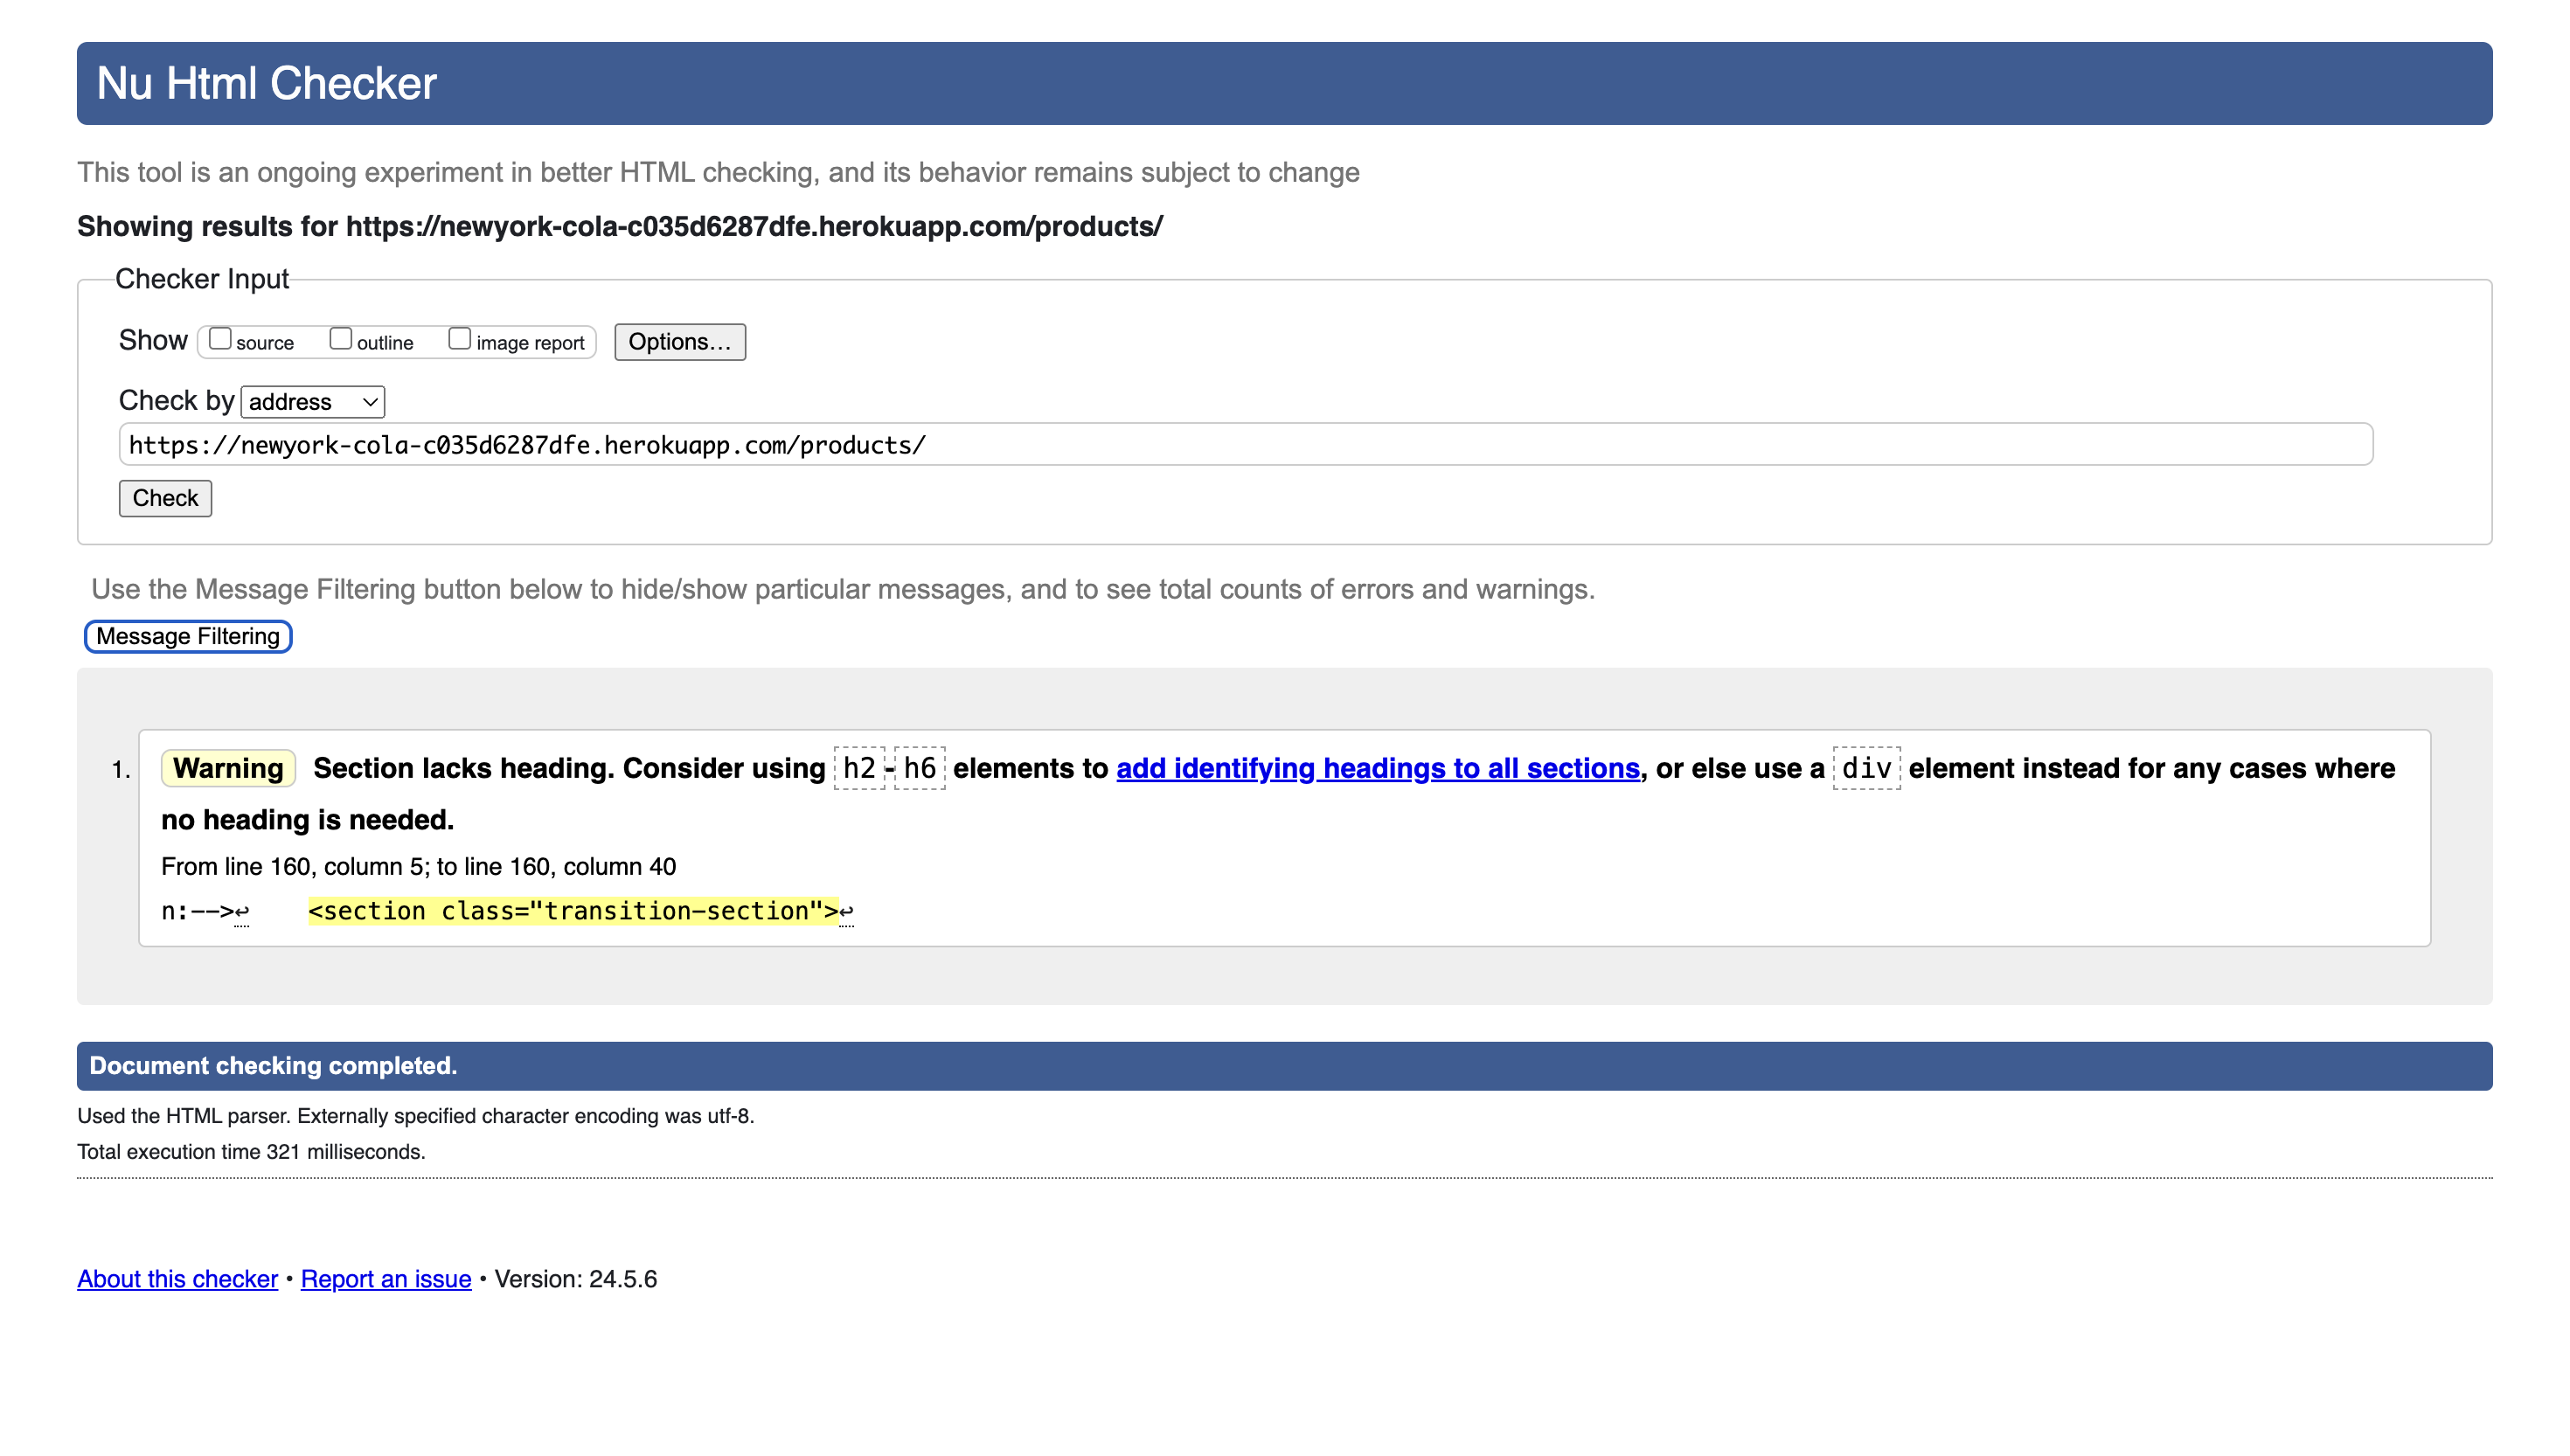 Nu Html Checker
This tool is an ongoing experiment in better HTML checking, and its behavior remains subject to change
Showing results for https://newyork-cola-c035d6287dfe.herokuapp.com/products/
Checker Input
Show source outline image report Options...
Check by address
https://newyork-cola-c035d6287dfe.herokuapp.com/products/
Check
Use the Message Filtering button below to hide/show particular messages, and to see total counts of errors and warnings.
Message Filtering
1. Warning Section lacks heading. Consider using h2-h6 elements to add identifying headings to all sections, or else use a div element instead for any cases where
no heading is needed.
From line 160, column 5; to line 160, column 40
n:-->↩    <section class="transition-section">↩
Document checking completed.
Used the HTML parser. Externally specified character encoding was utf-8.
Total execution time 321 milliseconds.
About this checker • Report an issue • Version: 24.5.6